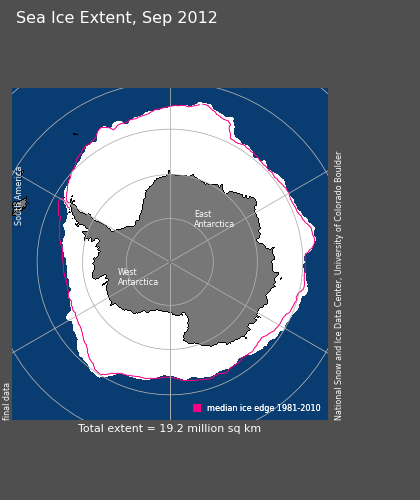 Sea Ice Extent, Sep 2012
South America
East
Antarctica
West
Antarctica
National Snow and Ice Data Center, University of Colorado Boulder
final data
median ice edge 1981-2010
Total extent = 19.2 million sq km